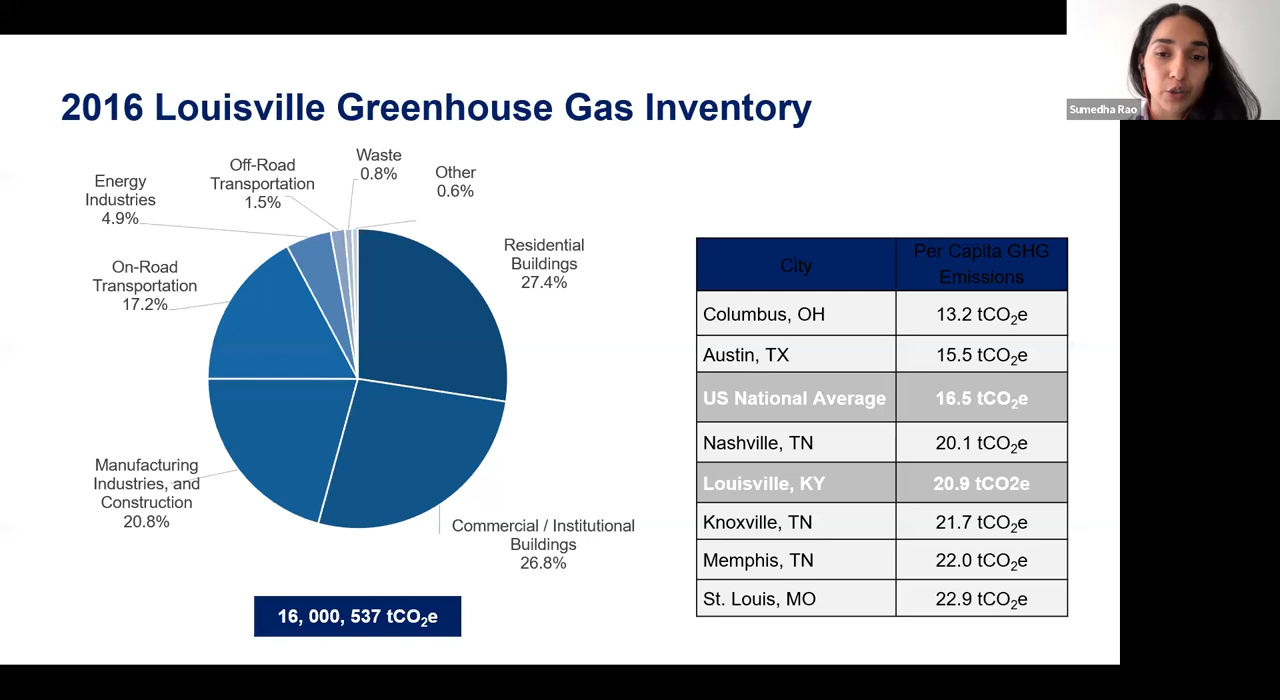 Sumedha Rao
2016 Louisville Greenhouse Gas Inventory
Waste
0.8%
Other
0.6%
Off-Road
Transportation
1.5%
Energy
Industries
4.9%
On-Road
Transportation
17.2%
Residential
Buildings
27.4%
Manufacturing
Industries, and
Construction
20.8%
Commercial / Institutional
Buildings
26.8%
16, 000, 537 tCO₂e
City Per Capita GHG
Emissions
Columbus, OH 13.2 tCO₂e
Austin, TX 15.5 tCO₂e
US National Average 16.5 tCO₂e
Nashville, TN 20.1 tCO₂e
Louisville, KY 20.9 tCO2e
Knoxville, TN 21.7 tCO₂e
Memphis, TN 22.0 tCO₂e
St. Louis, MO 22.9 tCO₂e